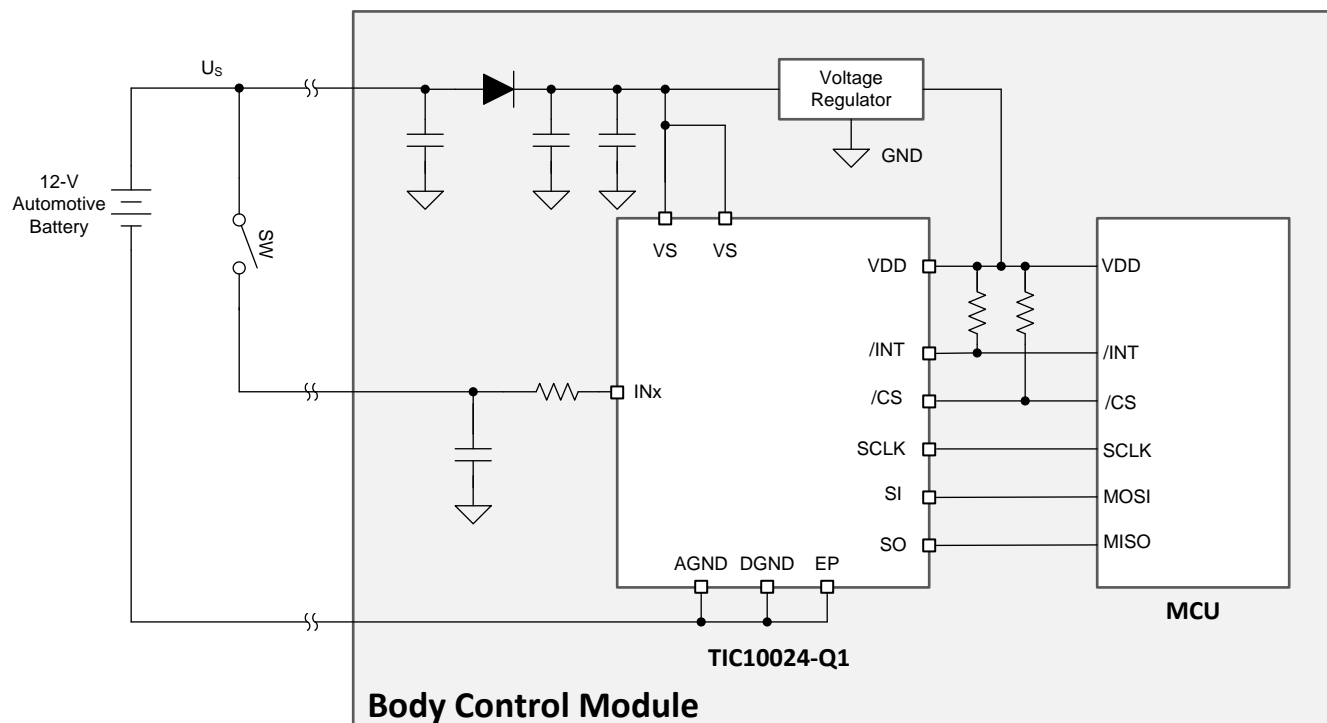 U_S
Voltage
Regulator
GND
12-V
Automotive
Battery
SW
VS
VS
VDD
VDD
/INT
/INT
INx
/CS
/CS
SCLK
SCLK
SI
MOSI
SO
MISO
AGND
DGND
EP
MCU
TIC10024-Q1
Body Control Module